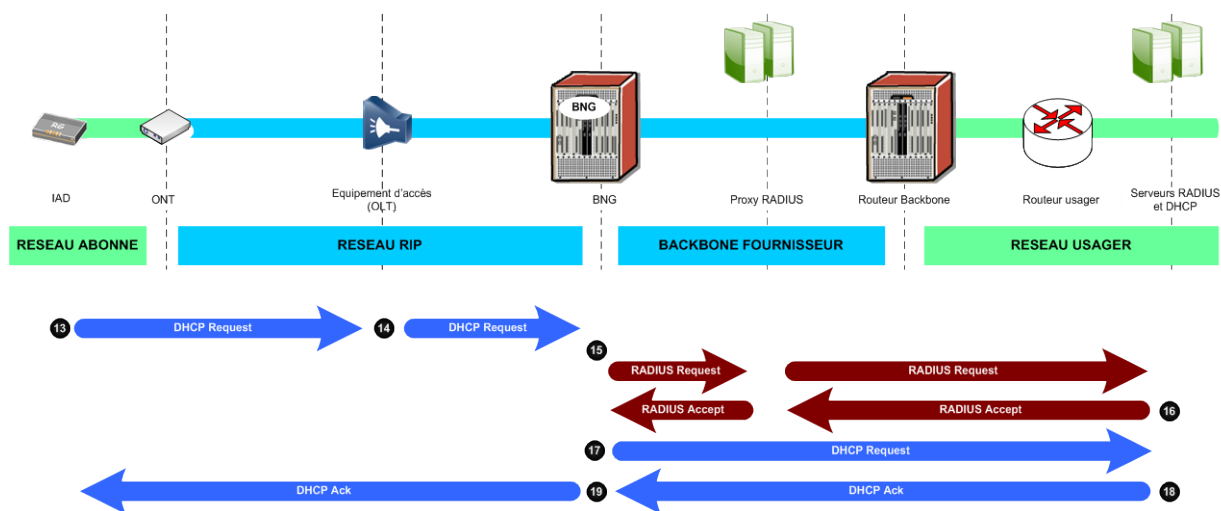 BNG
RG
IAD
ONT
Equipement d'accès
(OLT)
BNG
Proxy RADIUS
Routeur Backbone
Routeur usager
Serveurs RADIUS
et DHCP
RESEAU ABONNE
RESEAU RIP
BACKBONE FOURNISSEUR
RESEAU USAGER
13
DHCP Request
14
DHCP Request
15
RADIUS Request
RADIUS Request
RADIUS Accept
RADIUS Accept
16
17
DHCP Request
DHCP Ack
19
DHCP Ack
18